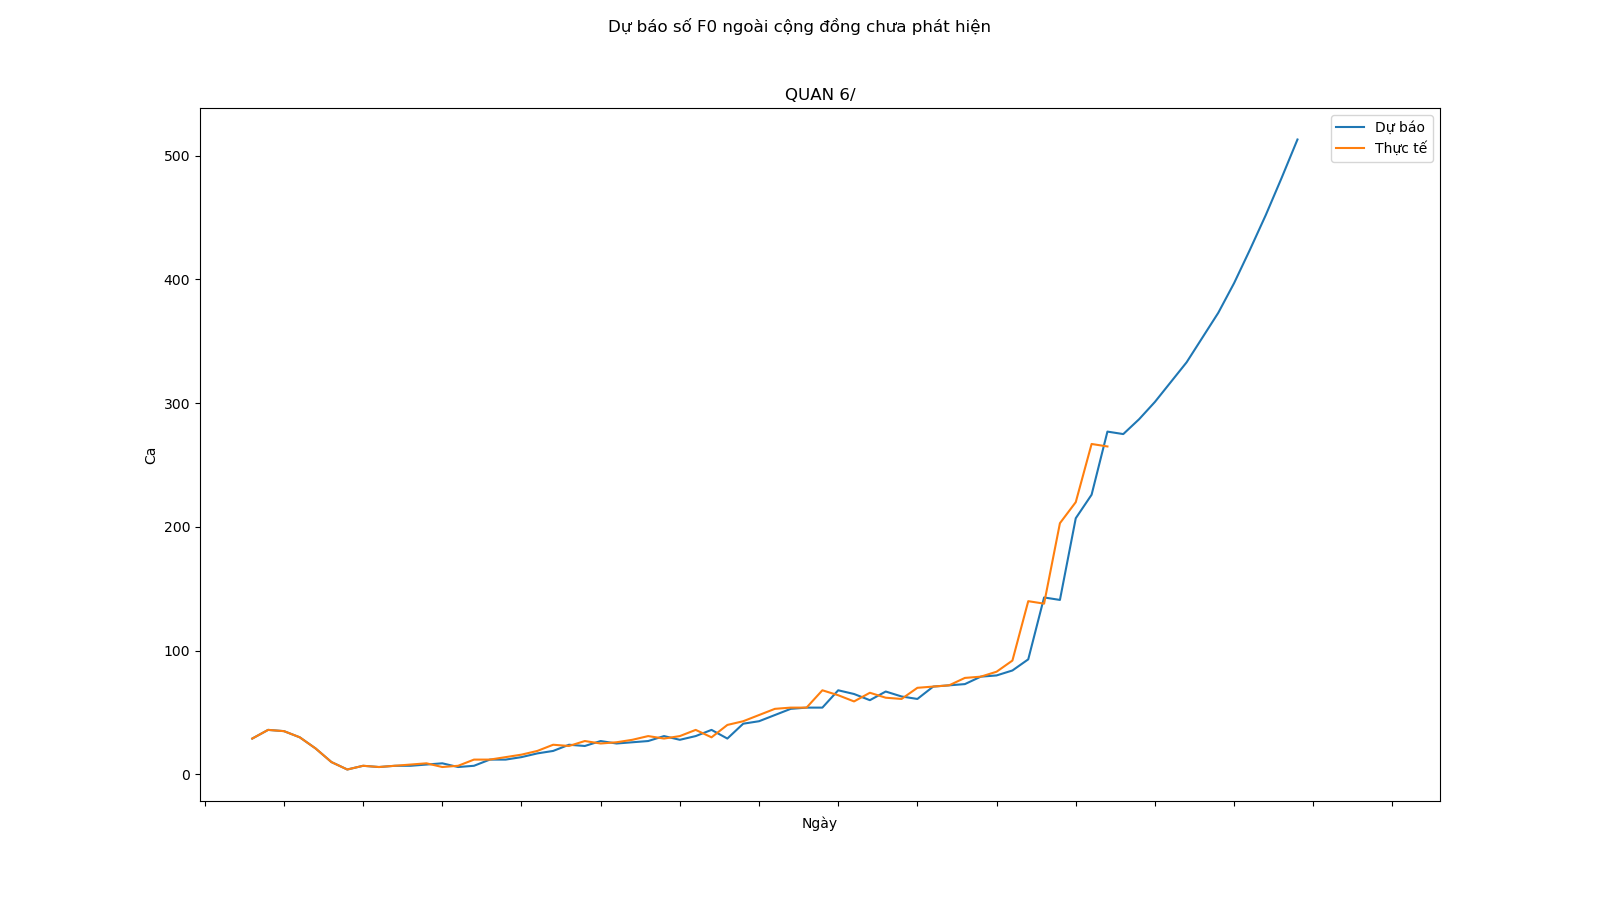 Dự báo số F0 ngoài cộng đồng chưa phát hiện
QUAN 6/
Dự báo
Thực tế
500
400
300
200
100
0
Ca
Ngày